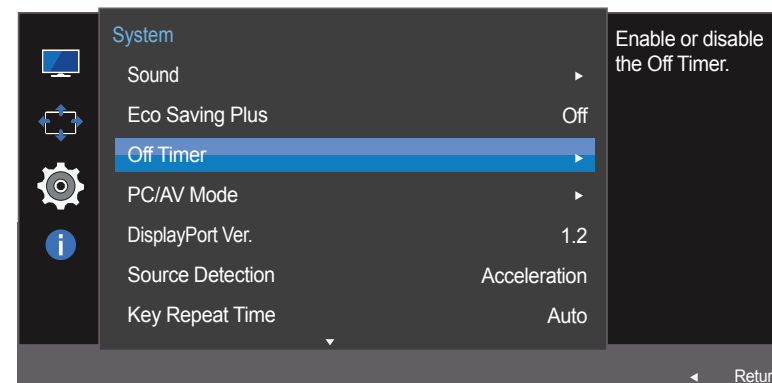 System
Sound
Eco Saving Plus Off
Off Timer
PC/AV Mode
DisplayPort Ver. 1.2
Source Detection Acceleration
Key Repeat Time Auto
Enable or disable
the Off Timer.
Retur